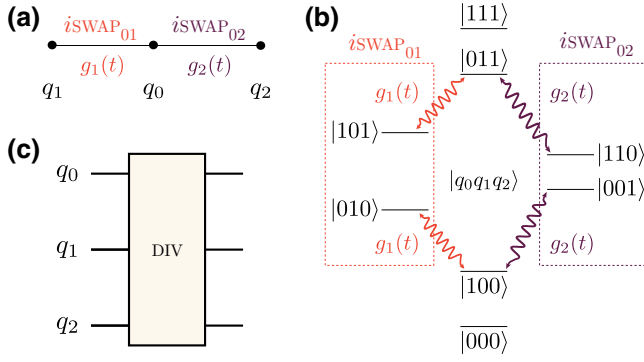 (a)
iSWAP₀₁ iSWAP₀₂
g₁(t) g₂(t)
q₁ q₀ q₂
(b)
|111⟩
iSWAP₀₁ |011⟩ iSWAP₀₂
g₁(t) g₂(t)
|101⟩
|110⟩
|q₀q₁q₂⟩
|001⟩
|010⟩
g₁(t) g₂(t)
|100⟩
|000⟩
(c)
q₀
q₁ DIV
q₂